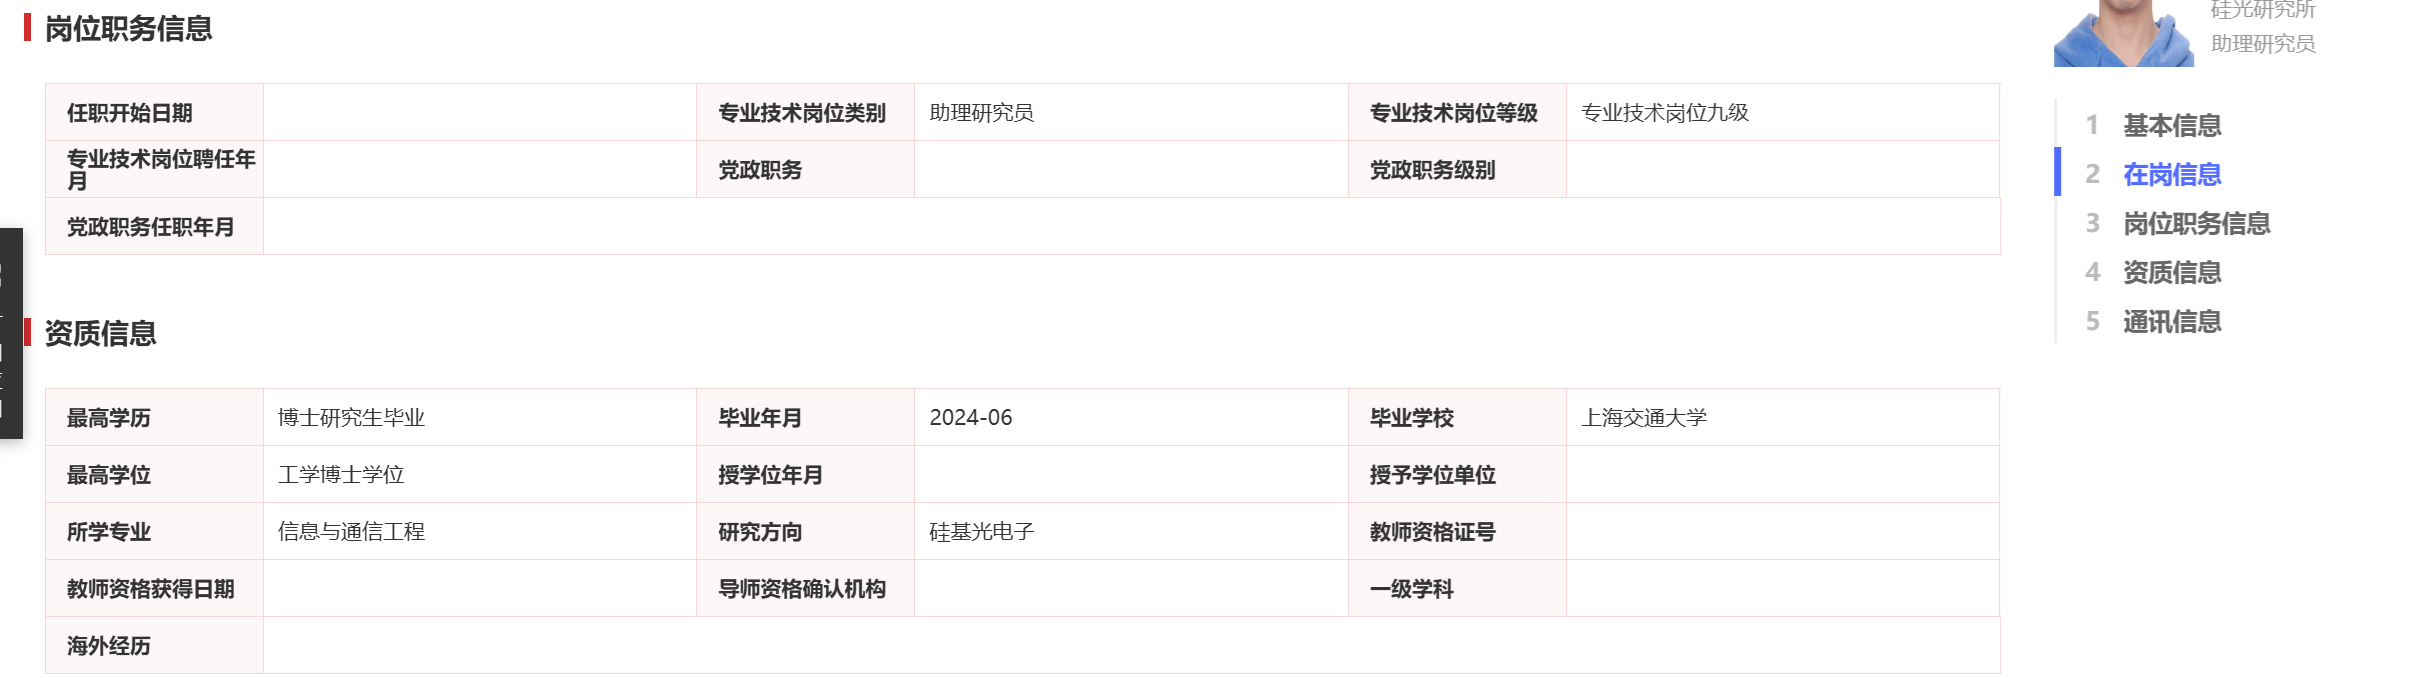 岗位职务信息
任职开始日期 专业技术岗位类别 助理研究员 专业技术岗位等级 专业技术岗位九级
专业技术岗位聘任年
月
党政职务 党政职务级别
党政职务任职年月
资质信息
最高学历 博士研究生毕业 毕业年月 2024-06 毕业学校 上海交通大学
最高学位 工学博士学位 授学位年月 授予学位单位
所学专业 信息与通信工程 研究方向 硅基光电子 教师资格证号
教师资格获得日期 导师资格确认机构 一级学科
海外经历
硅光研究所
助理研究员
1 基本信息
2 在岗信息
3 岗位职务信息
4 资质信息
5 通讯信息